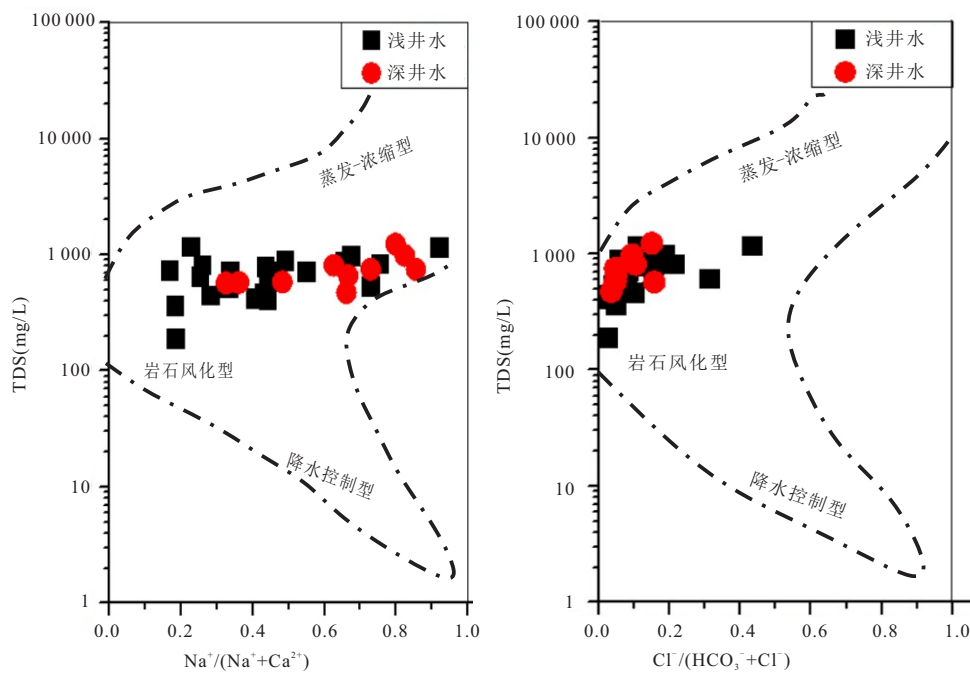 100 000
10 000
1 000
100
10
1
TDS(mg/L)
浅井水
深井水
蒸发-浓缩型
岩石风化型
降水控制型
0.0 0.2 0.4 0.6 0.8 1.0
Na⁺/(Na⁺+Ca²⁺)
100 000
10 000
1 000
100
10
1
TDS(mg/L)
浅井水
深井水
蒸发-浓缩型
岩石风化型
降水控制型
0.0 0.2 0.4 0.6 0.8 1.0
Cl⁻/(HCO₃⁻+Cl⁻)